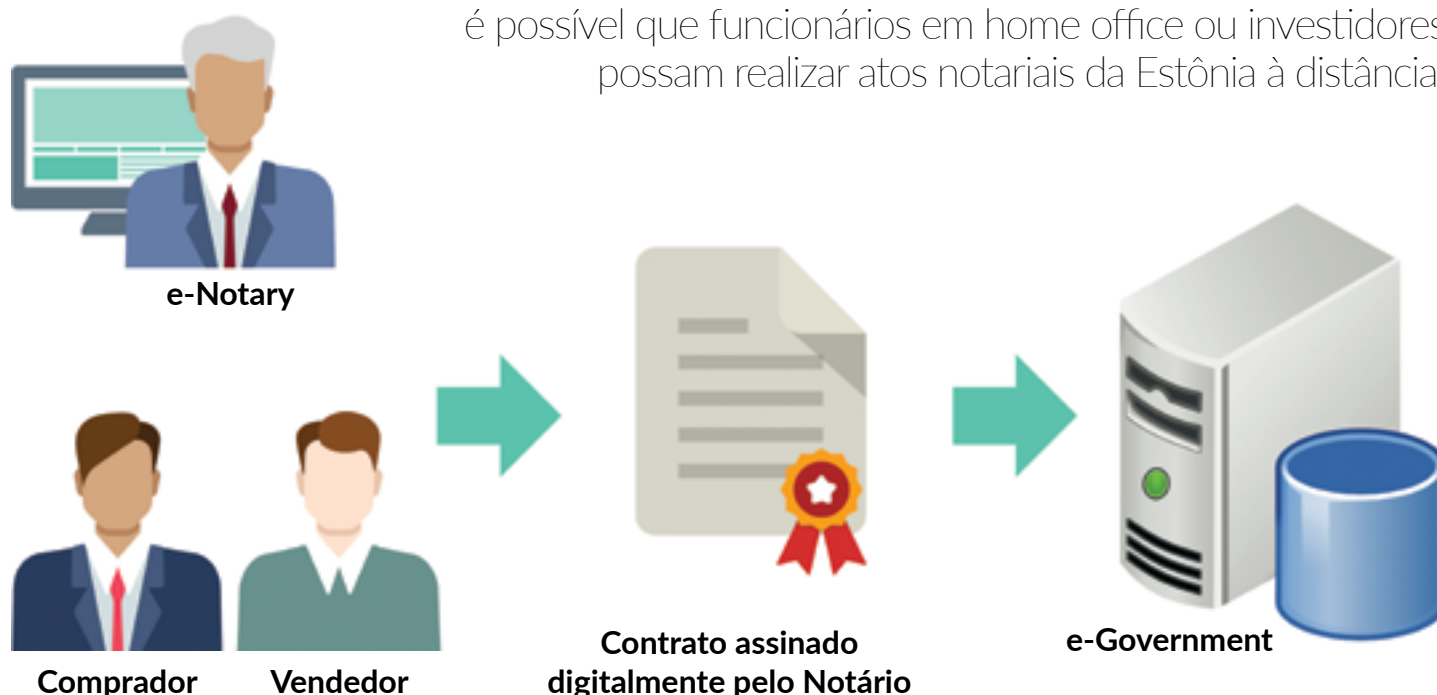 é possível que funcionários em home office ou investidores
possam realizar atos notariais da Estônia à distância
e-Notary
Comprador
Vendedor
Contrato assinado
digitalmente pelo Notário
e-Government